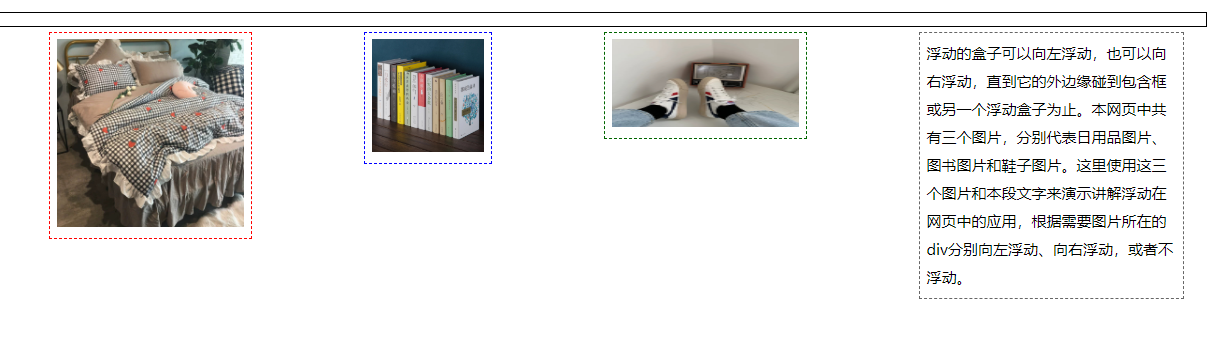 浮动的盒子可以向左浮动，也可以向
右浮动，直到它的外边缘碰到包含框
或另一个浮动盒子为止。本网页中共
有三个图片，分别代表日用品图片、
图书图片和鞋子图片。这里使用这三
个图片和本段文字来演示讲解浮动在
网页中的应用，根据需要图片所在的
div分别向左浮动、向右浮动，或者不
浮动。